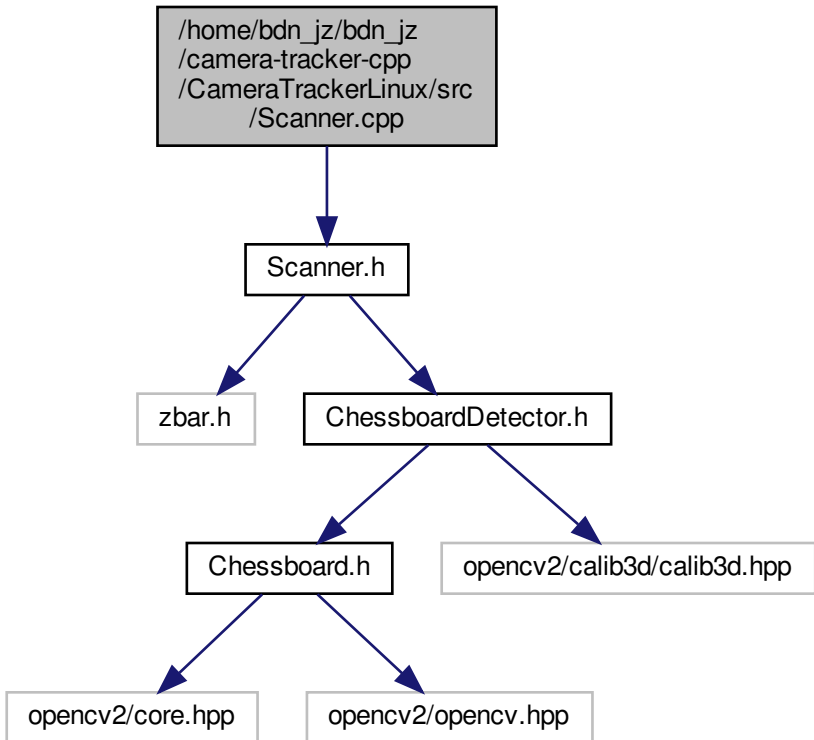 /home/bdn_jz/bdn_jz
/camera-tracker-cpp
/CameraTrackerLinux/src
/Scanner.cpp
Scanner.h
zbar.h
ChessboardDetector.h
Chessboard.h
opencv2/calib3d/calib3d.hpp
opencv2/core.hpp
opencv2/opencv.hpp